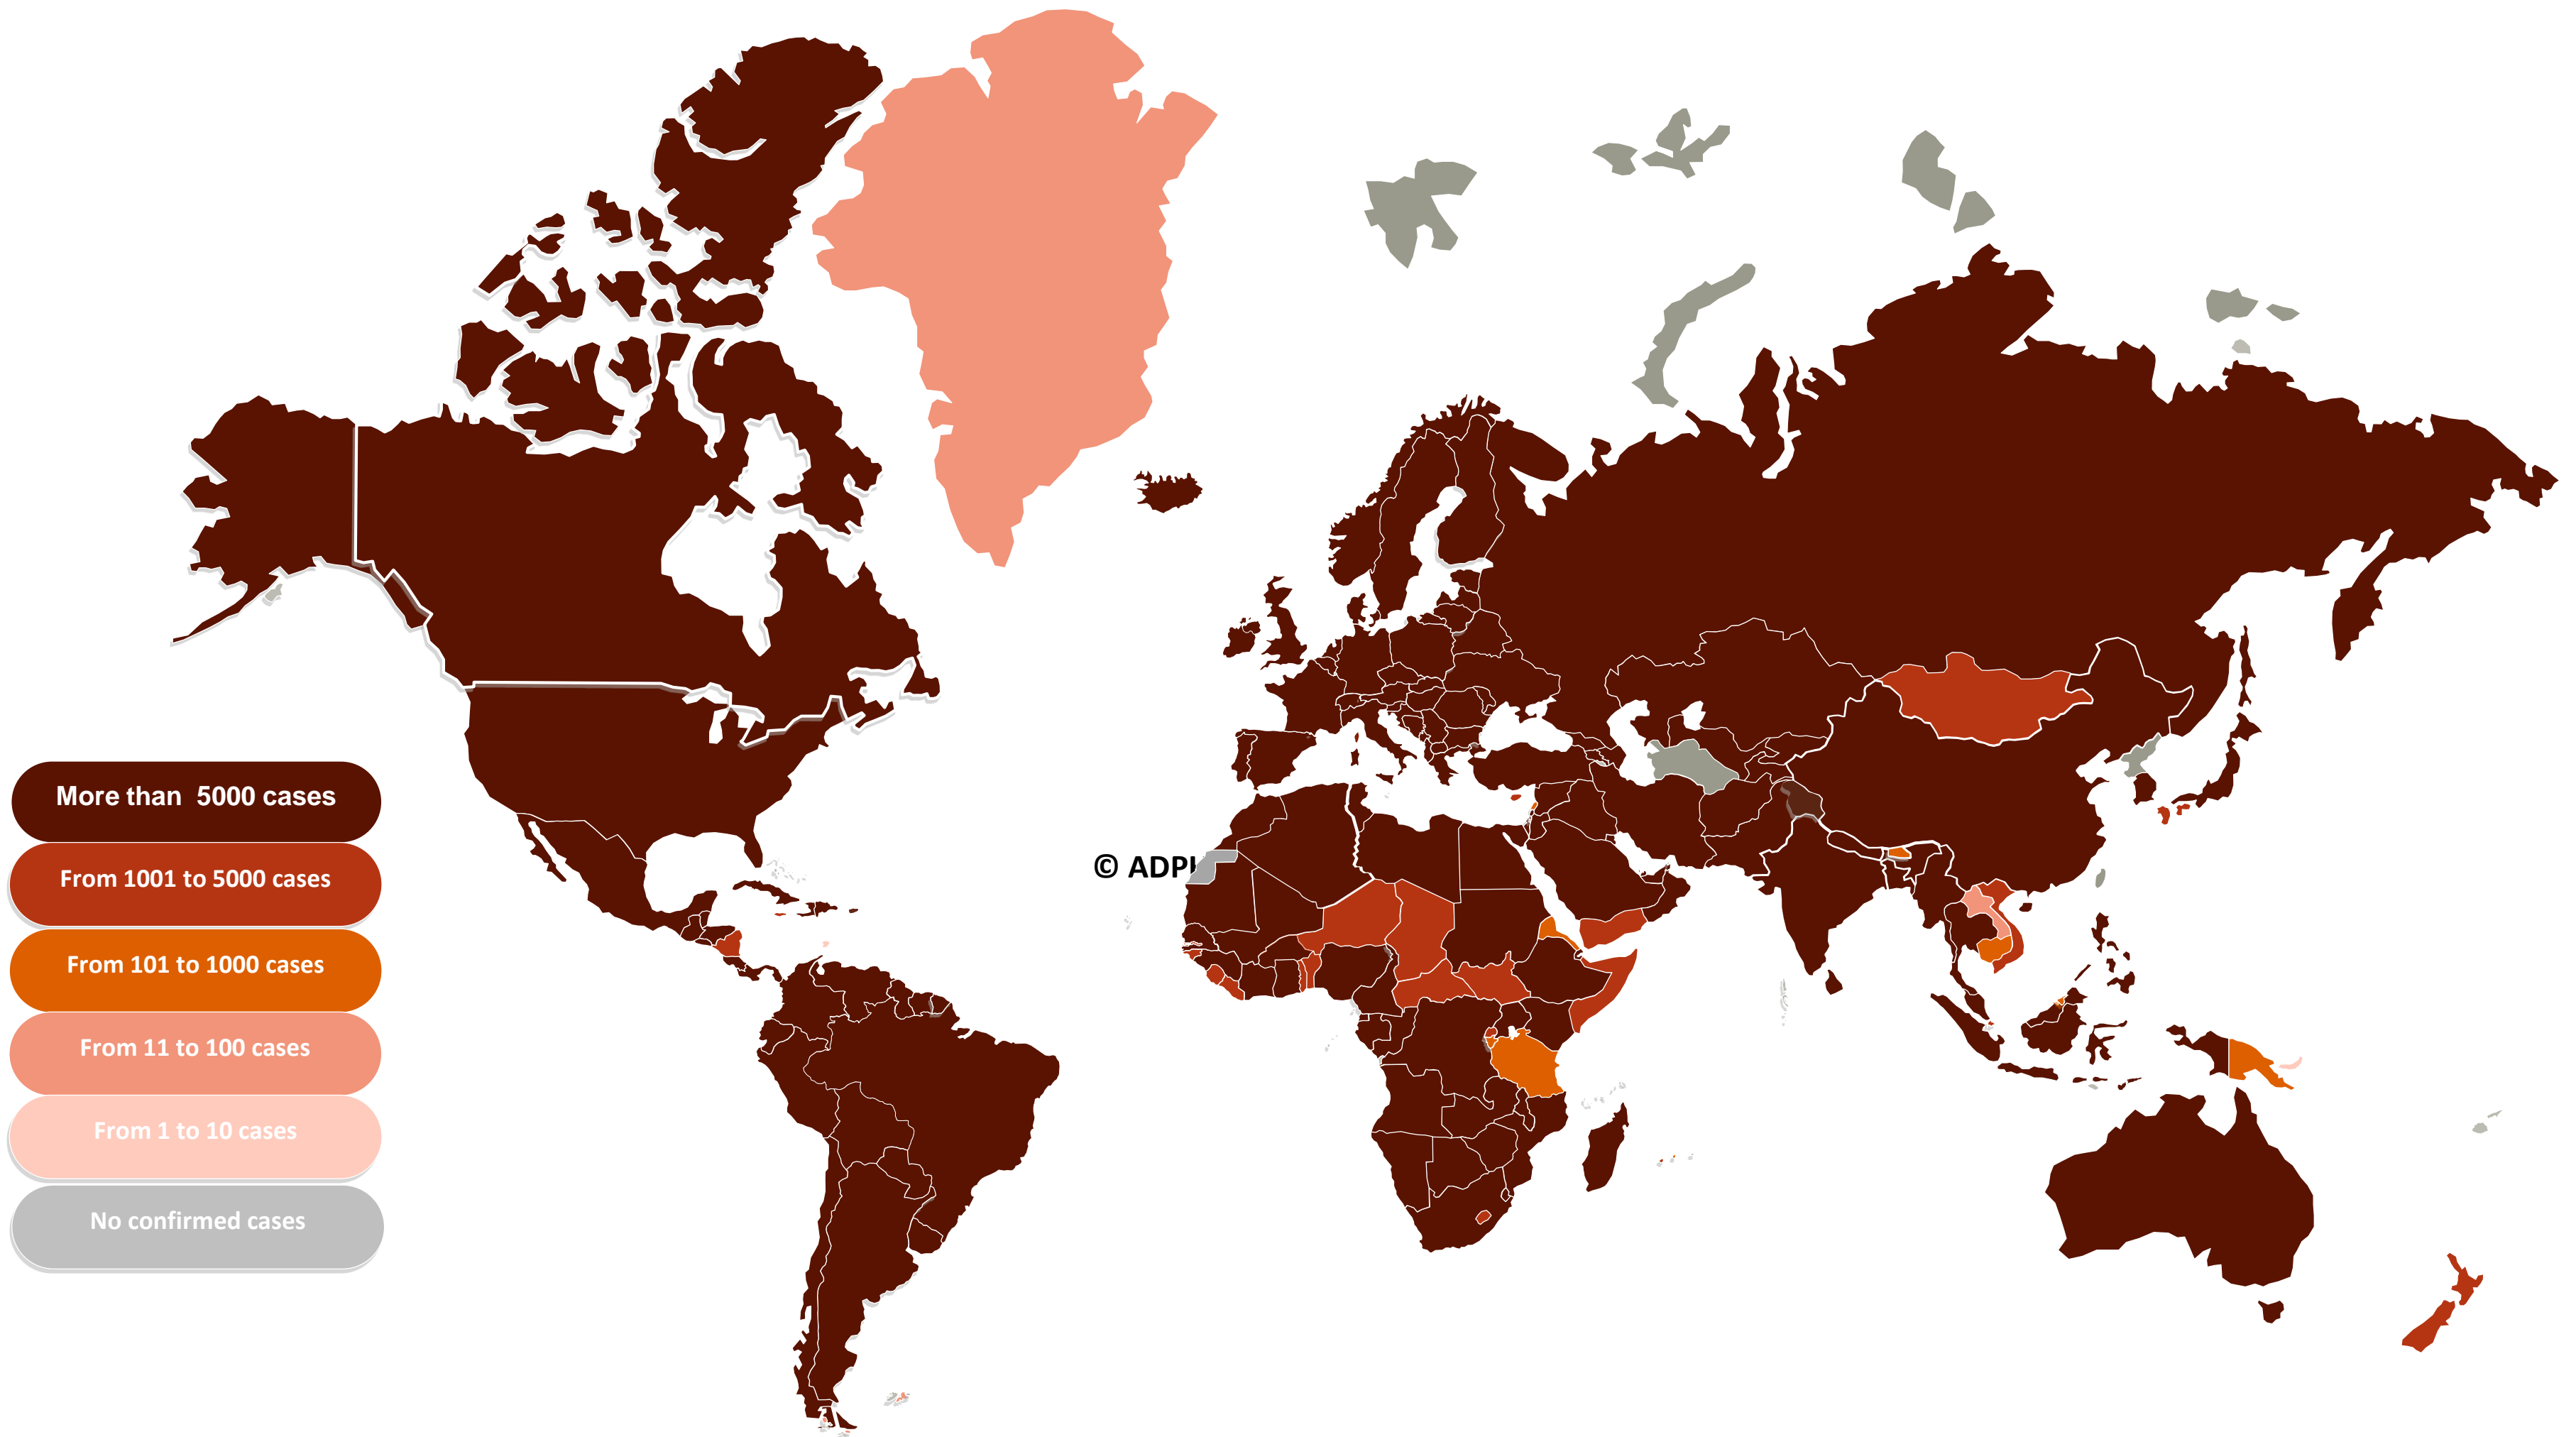 More than 5000 cases
© ADPI
From 1001 to 5000 cases
From 101 to 1000 cases
From 11 to 100 cases
From 1 to 10 cases
No confirmed cases